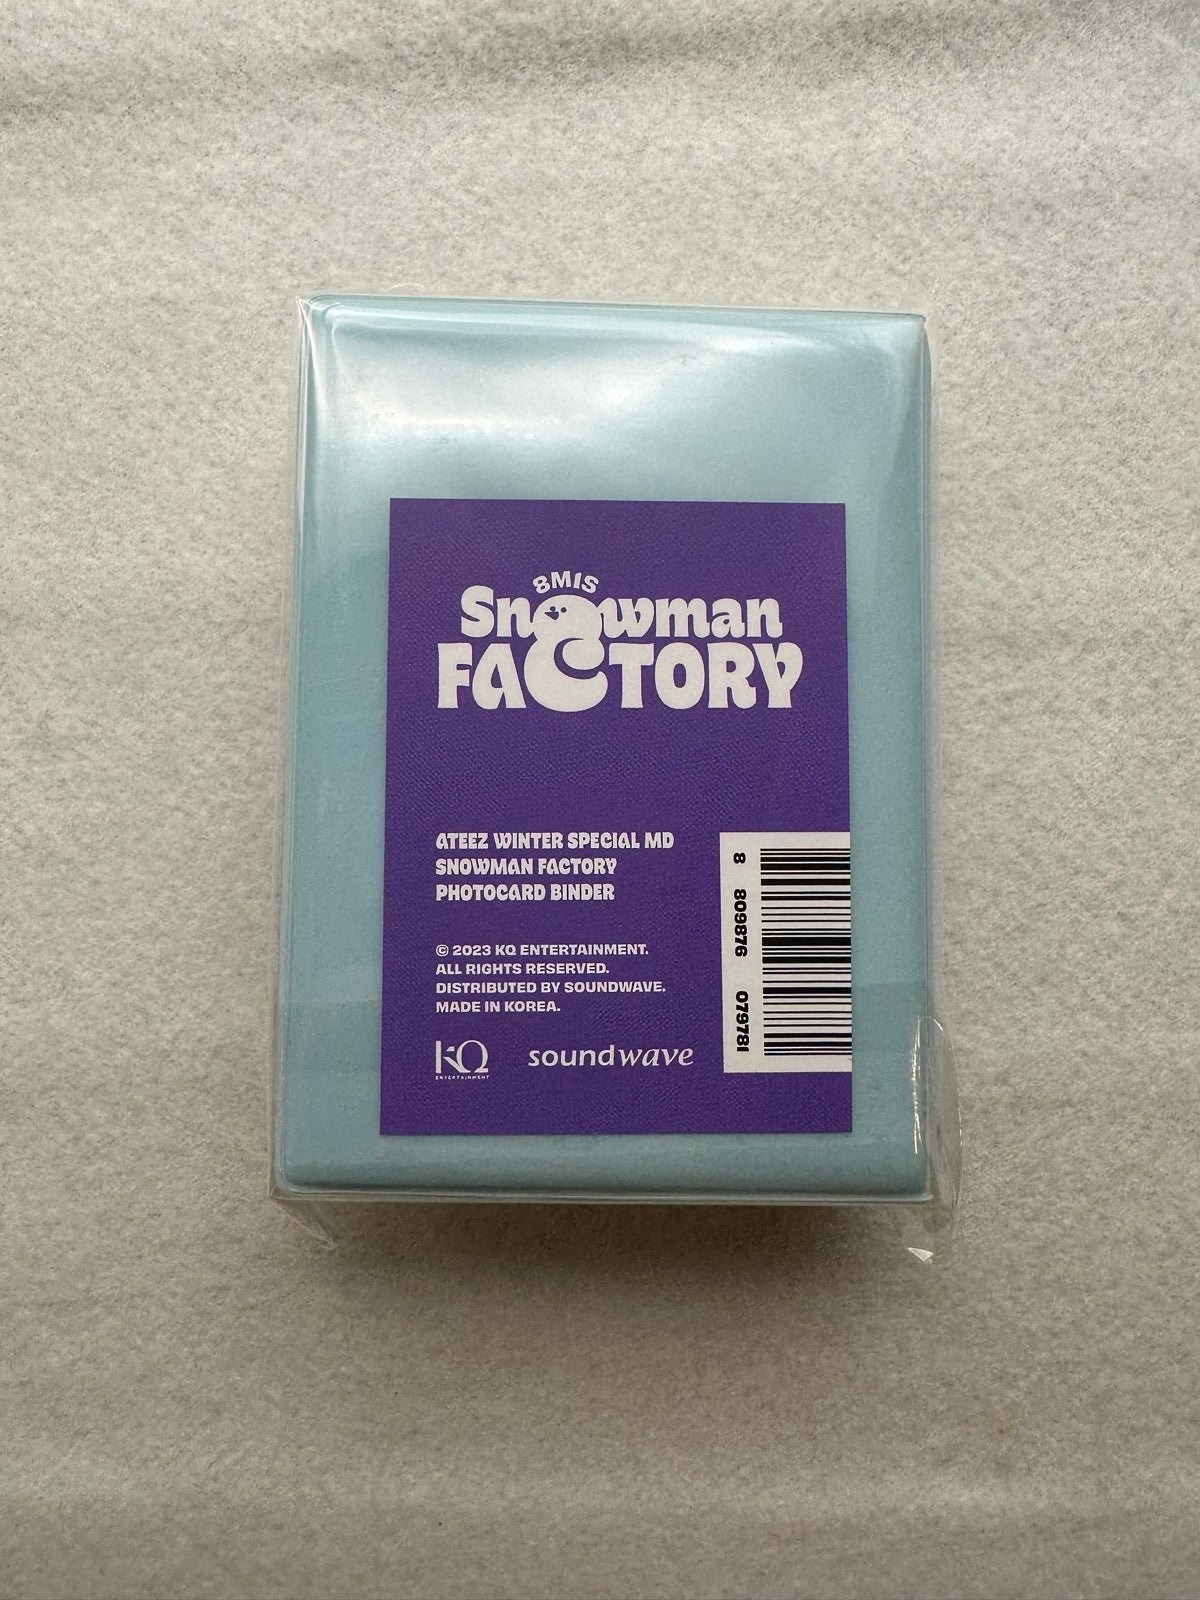 8MIS
Snowman
FACTORY
ATEEZ WINTER SPECIAL MD
SNOWMAN FACTORY
PHOTOCARD BINDER
© 2023 KQ ENTERTAINMENT.
ALL RIGHTS RESERVED.
DISTRIBUTED BY SOUNDWAVE.
MADE IN KOREA.
KQ
ENTERTAINMENT
soundwave
8 809876 079781